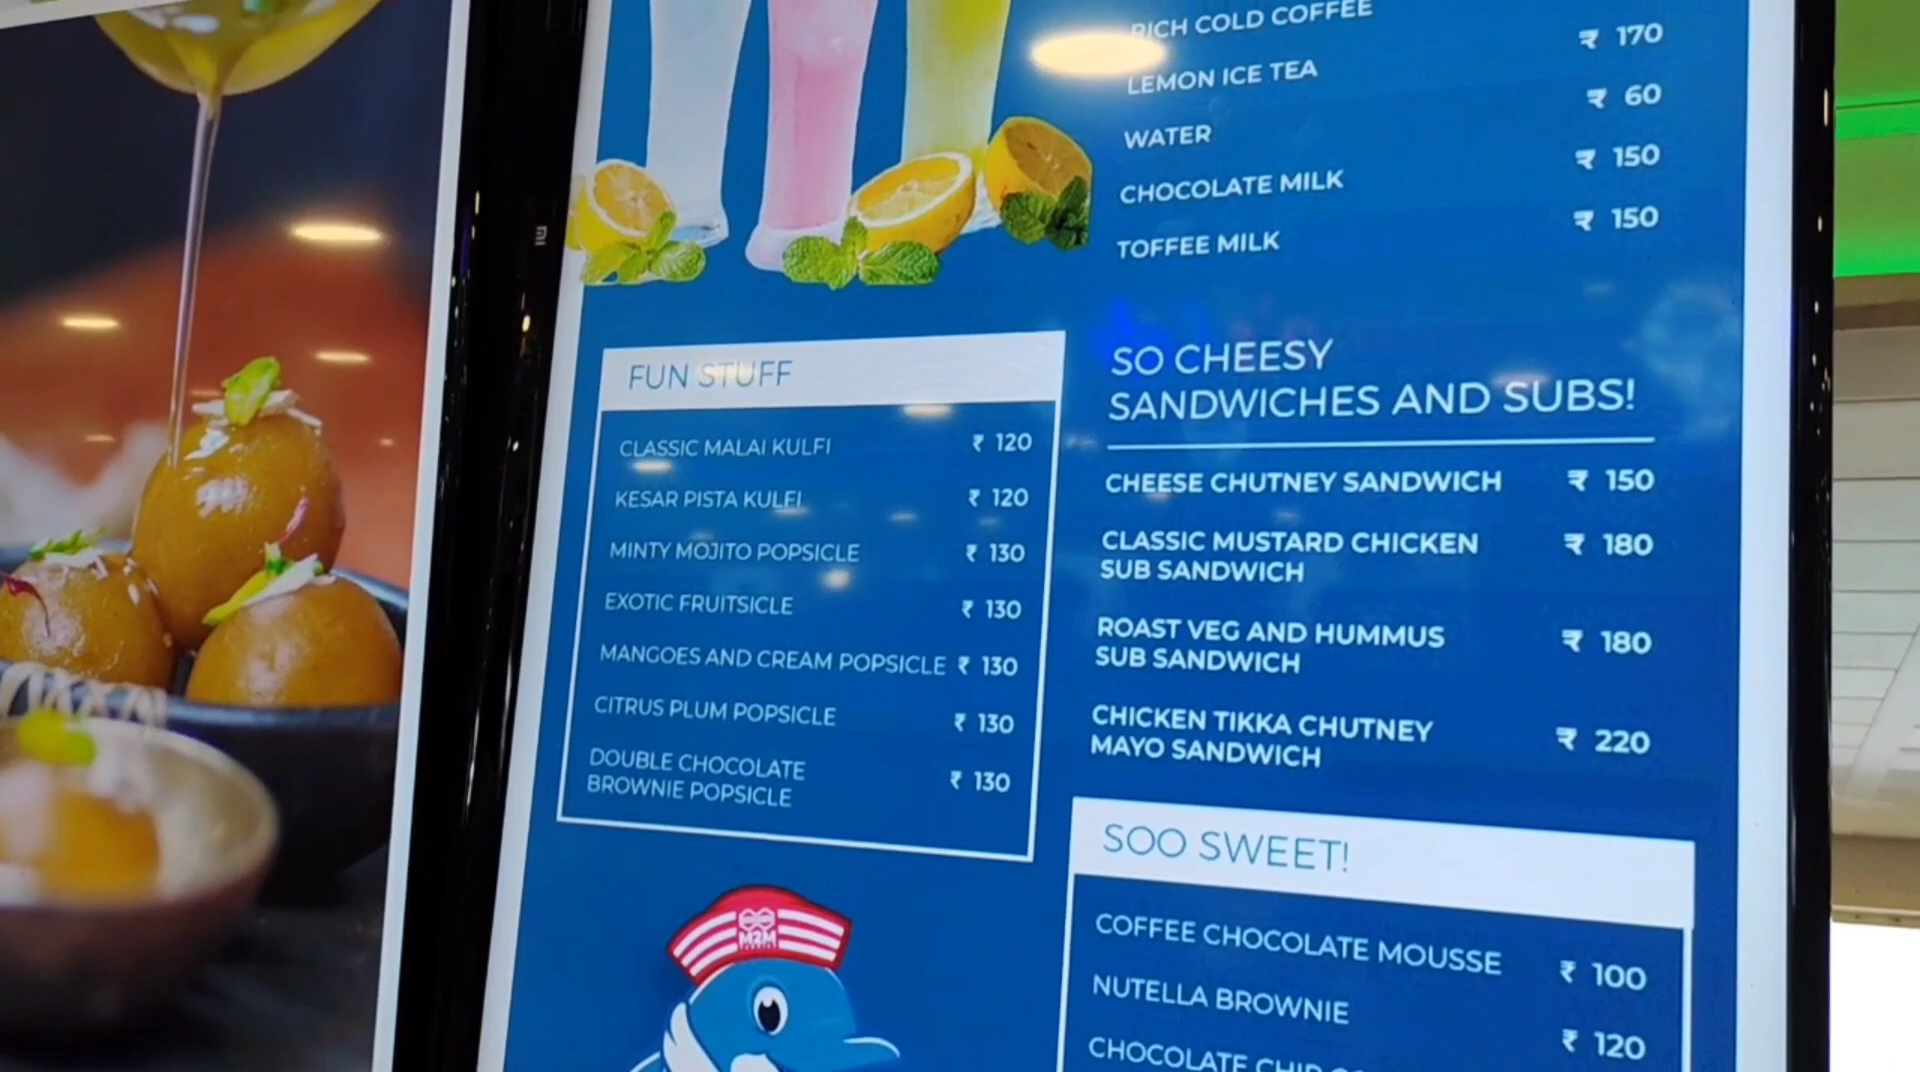 RICH COLD COFFEE
LEMON ICE TEA ₹ 170
WATER ₹ 60
CHOCOLATE MILK ₹ 150
TOFFEE MILK ₹ 150
FUN STUFF
CLASSIC MALAI KULFI ₹ 120
KESAR PISTA KULFI ₹ 120
MINTY MOJITO POPSICLE ₹ 130
EXOTIC FRUITSICLE ₹ 130
MANGOES AND CREAM POPSICLE ₹ 130
CITRUS PLUM POPSICLE ₹ 130
DOUBLE CHOCOLATE
BROWNIE POPSICLE ₹ 130
M2M
SO CHEESY
SANDWICHES AND SUBS!
CHEESE CHUTNEY SANDWICH ₹ 150
CLASSIC MUSTARD CHICKEN ₹ 180
SUB SANDWICH
ROAST VEG AND HUMMUS ₹ 180
SUB SANDWICH
CHICKEN TIKKA CHUTNEY ₹ 220
MAYO SANDWICH
SOO SWEET!
COFFEE CHOCOLATE MOUSSE ₹ 100
NUTELLA BROWNIE ₹ 120
CHOCOLATE CHIP